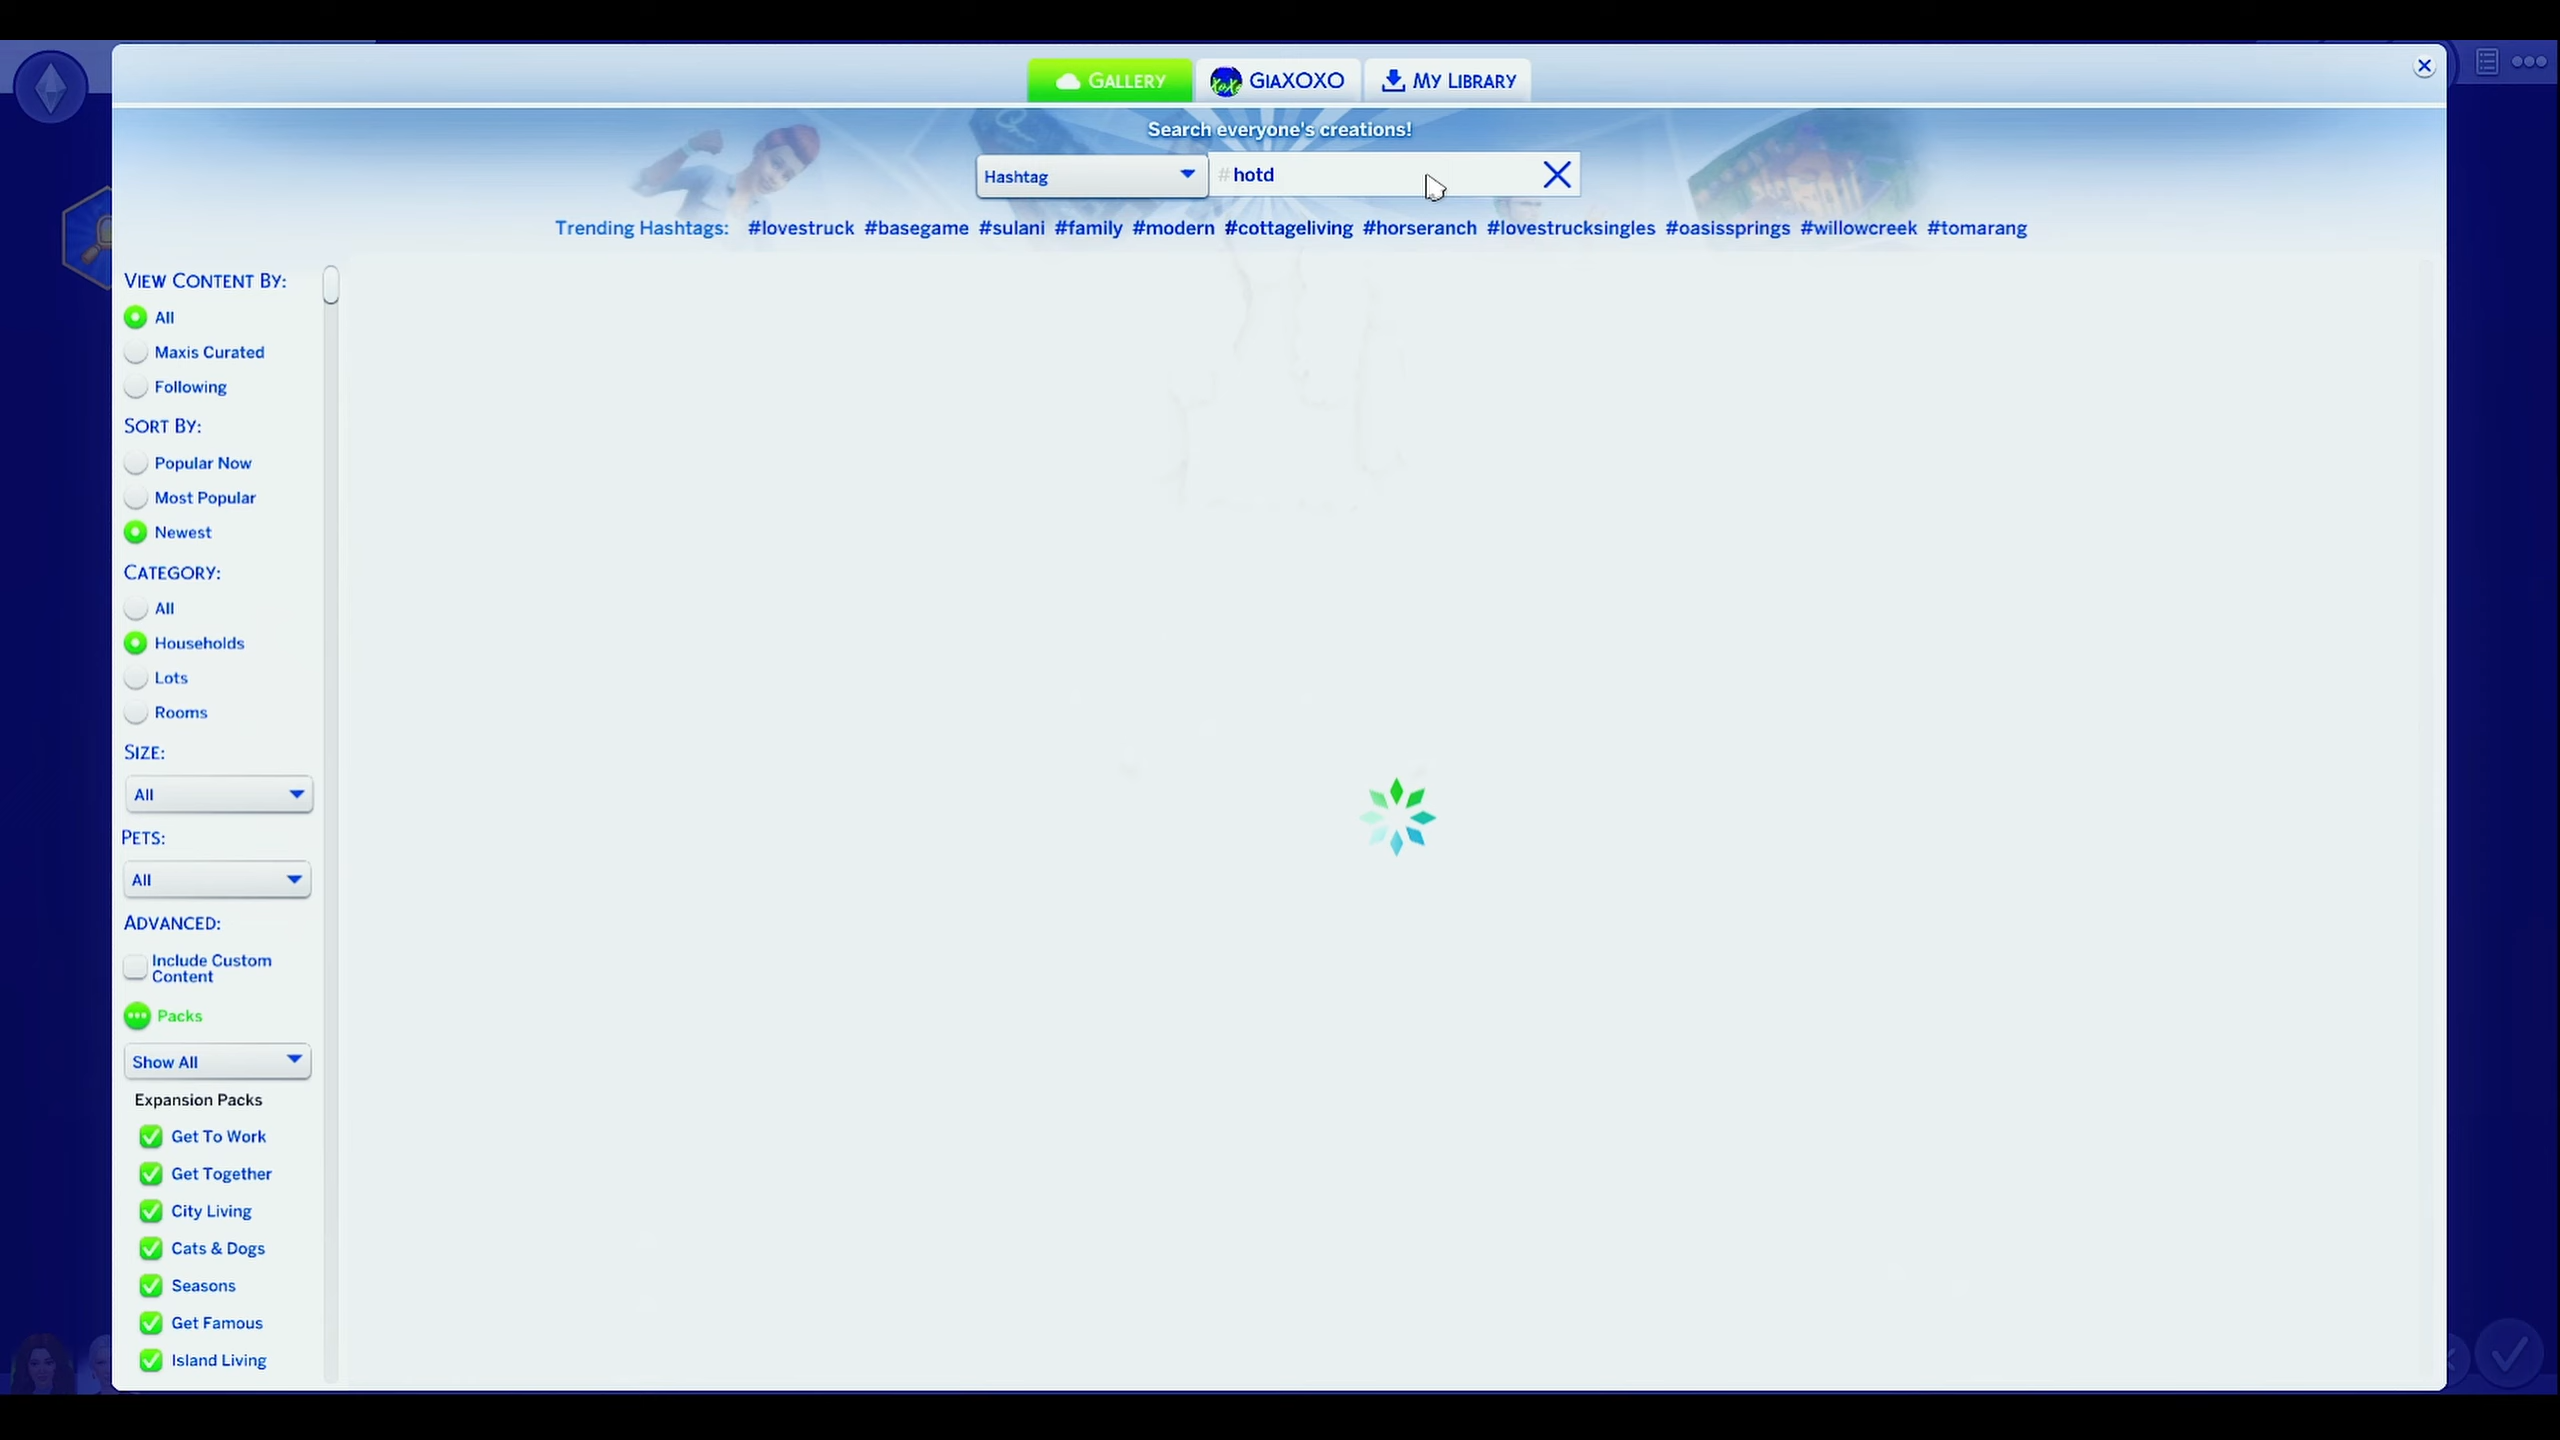 GALLERY
GIAXOXO
MY LIBRARY
Search everyone's creations!
Hashtag
# hotd
Trending Hashtags: #lovestruck #basegame #sulani #family #modern #cottageliving #horseranch #lovestrucksingles #oasissprings #willowcreek #tomarang
VIEW CONTENT BY:
All
Maxis Curated
Following
SORT BY:
Popular Now
Most Popular
Newest
CATEGORY:
All
Households
Lots
Rooms
SIZE:
All
PETS:
All
ADVANCED:
Include Custom
Content
Packs
Show All
Expansion Packs
Get To Work
Get Together
City Living
Cats & Dogs
Seasons
Get Famous
Island Living